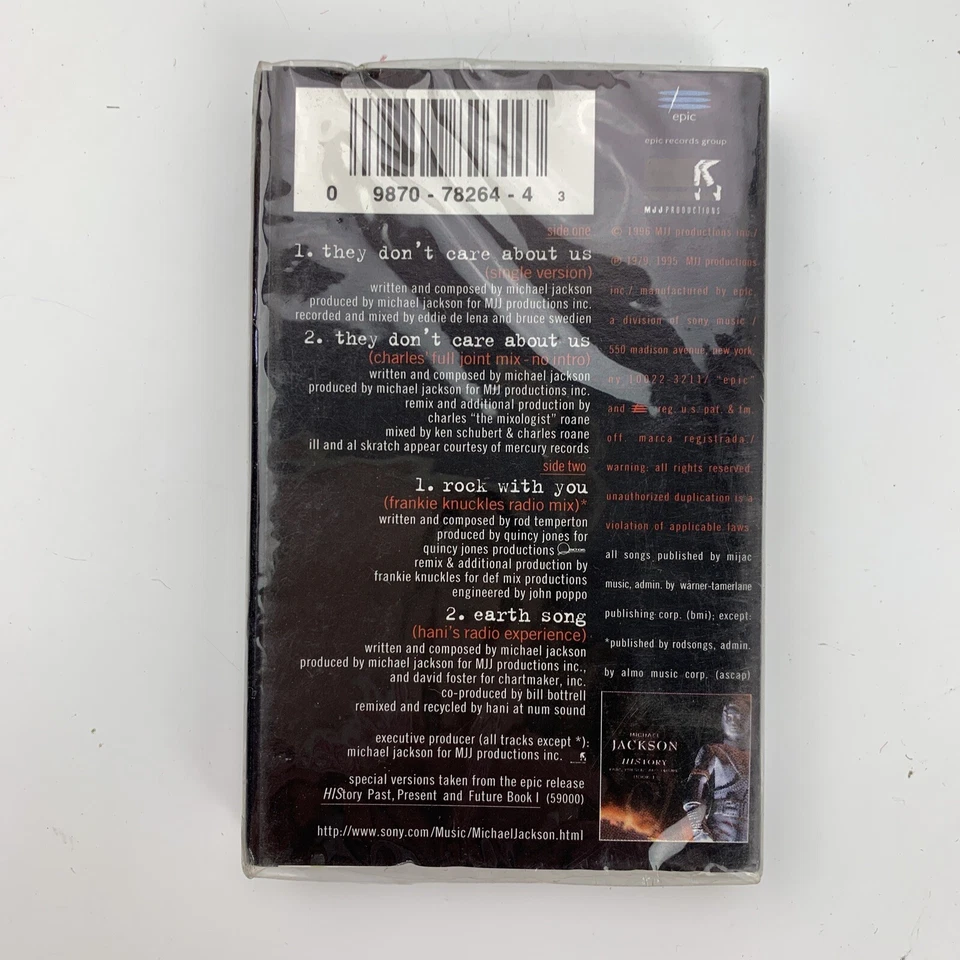 0 9870 - 78264 - 4 3
epic
epic records group
MJJ PRODUCTIONS
side one
1. they don't care about us
(single version)
written and composed by michael jackson
produced by michael jackson for MJJ productions inc.
recorded and mixed by eddie de lena and bruce swedien
2. they don't care about us
(charles' full joint mix - no intro)
written and composed by michael jackson
produced by michael jackson for MJJ productions inc.
remix and additional production by
charles "the mixologist" roane
mixed by ken schubert & charles roane
ill and al skratch appear courtesy of mercury records
side two
1. rock with you
(frankie knuckles radio mix)*
written and composed by rod temperton
produced by quincy jones for
quincy jones productions
remix & additional production by
frankie knuckles for def mix productions
engineered by john poppo
2. earth song
(hani's radio experience)
written and composed by michael jackson
produced by michael jackson for MJJ productions inc.,
and david foster for chartmaker, inc.
co-produced by bill bottrell
remixed and recycled by hani at num sound
executive producer (all tracks except *):
michael jackson for MJJ productions inc.
special versions taken from the epic release
HIStory Past, Present and Future Book I (59000)
http://www.sony.com/Music/MichaelJackson.html
© 1996 MJJ productions inc./
℗ 1979, 1995 MJJ productions
inc./ manufactured by epic,
a division of sony music /
550 madison avenue, new york,
ny 10022-3211/ "epic"
and reg. u.s. pat. & tm.
off. marca registrada./
warning: all rights reserved.
unauthorized duplication is a
violation of applicable laws.
all songs published by mijac
music, admin. by warner-tamerlane
publishing corp. (bmi); except:
*published by rodsongs, admin.
by almo music corp. (ascap)
MICHAEL
JACKSON
HISTORY